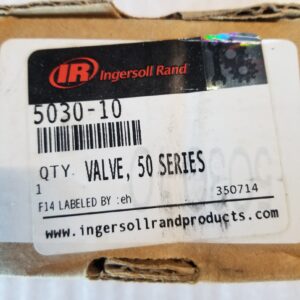 IR Ingersoll Rand
5030-10
QTY. VALVE, 50 SERIES
1
F14 LABELED BY :eh 350714
www.ingersollrandproducts.com